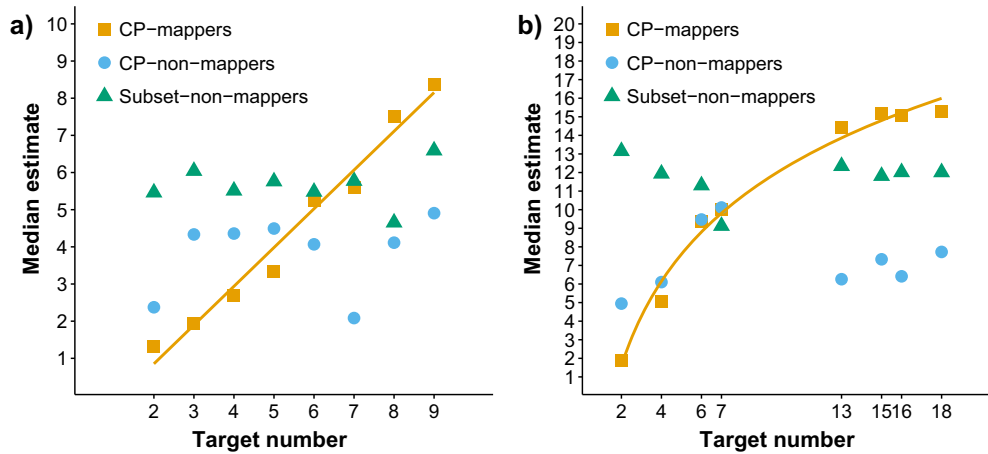 a)
Median estimate
10
9
8
7
6
5
4
3
2
1
CP−mappers
CP−non−mappers
Subset−non−mappers
2 3 4 5 6 7 8 9
Target number
b)
Median estimate
20
19
18
17
16
15
14
13
12
11
10
9
8
7
6
5
4
3
2
1
CP−mappers
CP−non−mappers
Subset−non−mappers
2 4 6 7 13 15 16 18
Target number